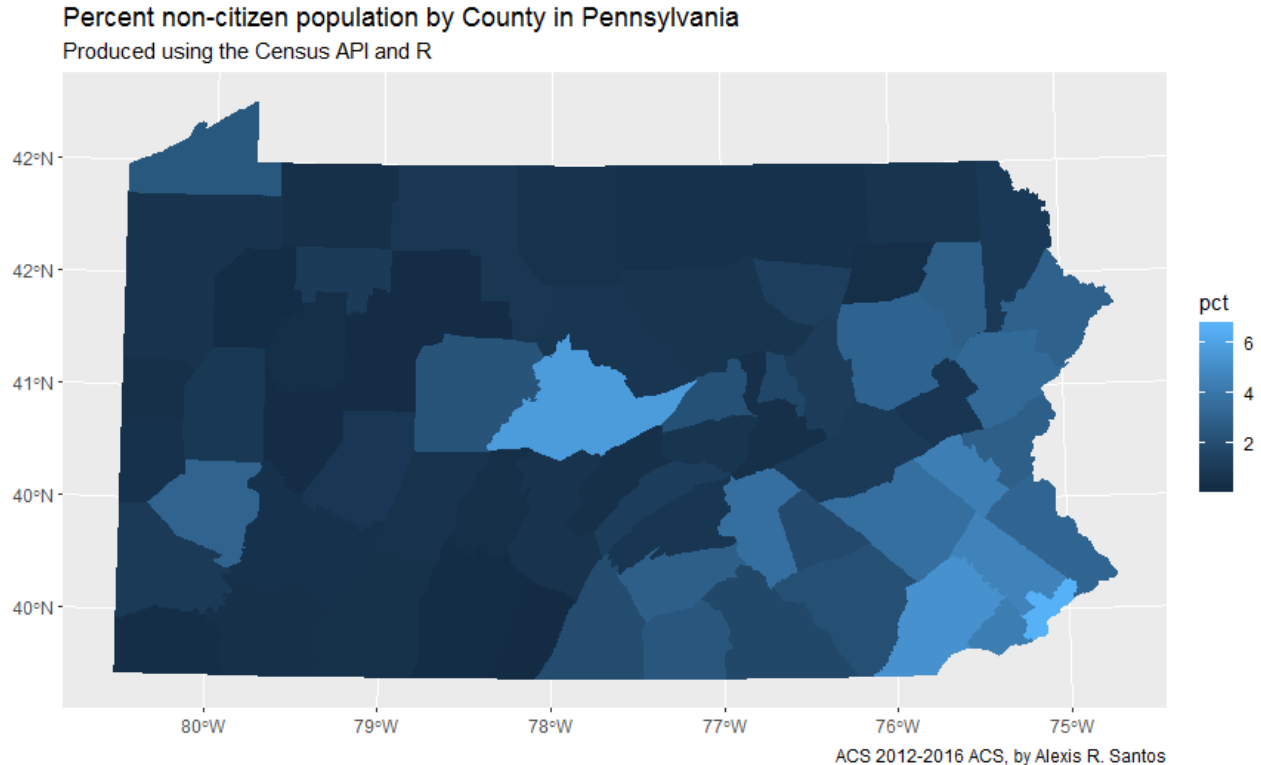 Percent non-citizen population by County in Pennsylvania
Produced using the Census API and R
42°N
42°N
41°N
40°N
40°N
pct
6
4
2
80°W
79°W
78°W
77°W
76°W
75°W
ACS 2012-2016 ACS, by Alexis R. Santos